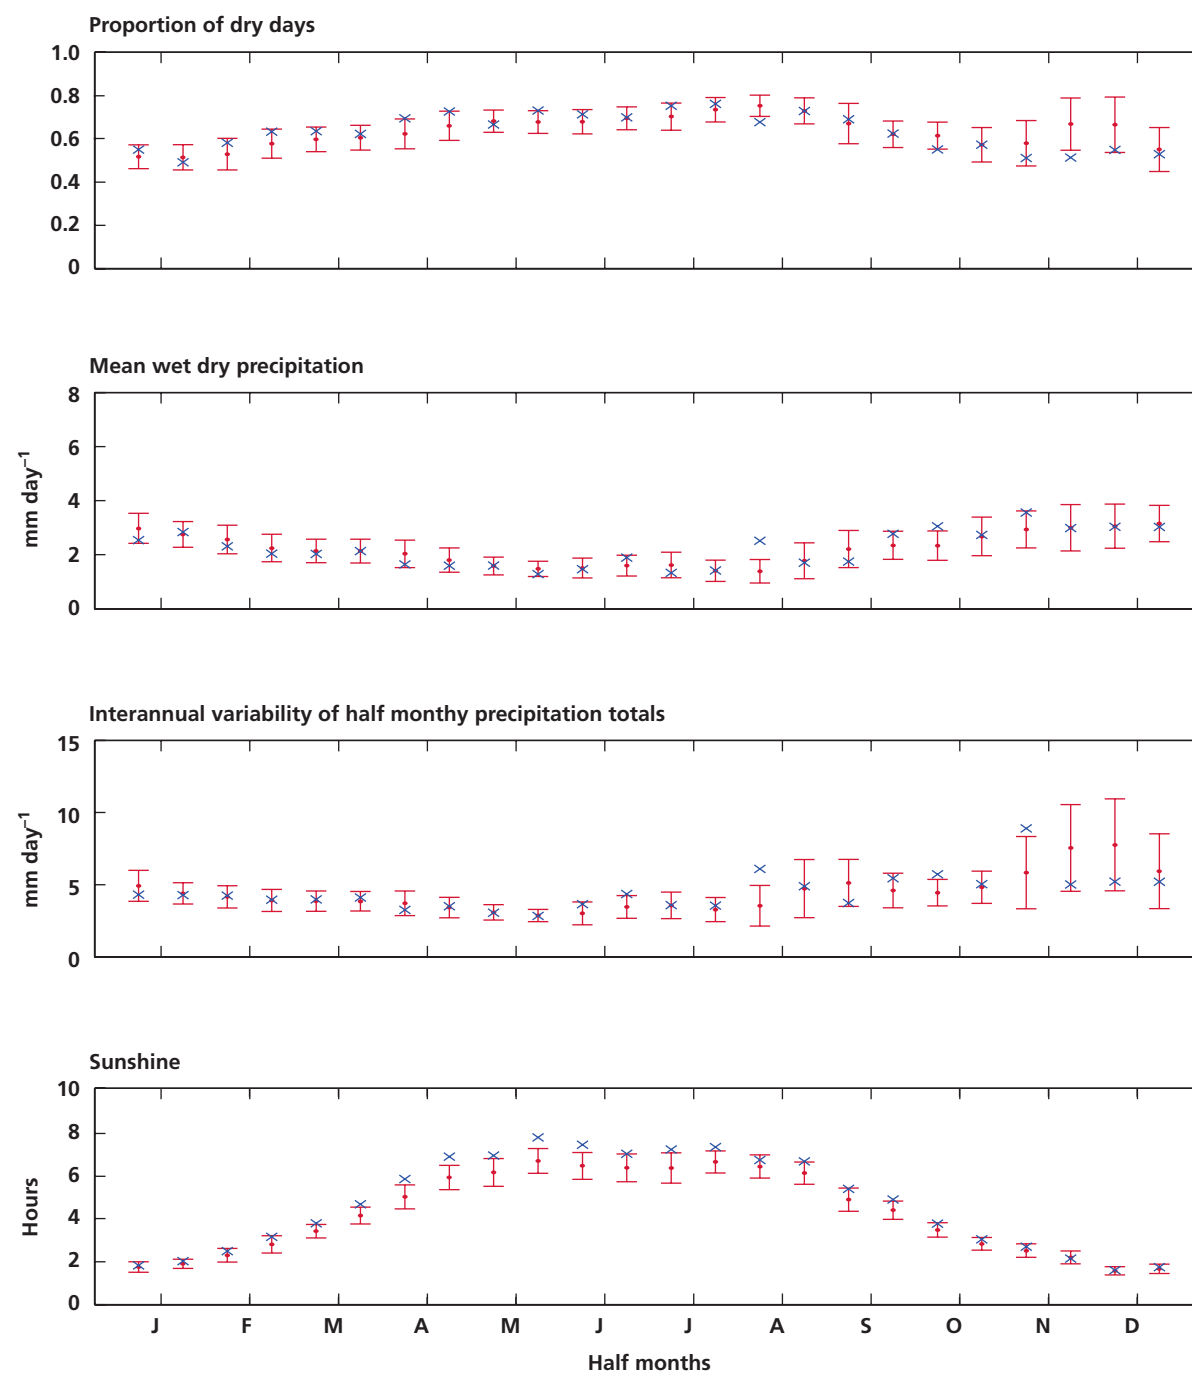 Proportion of dry days
1.0
0.8
0.6
0.4
0.2
0
Mean wet dry precipitation
8
6
4
2
0
mm day⁻¹
Interannual variability of half monthy precipitation totals
15
10
5
0
mm day⁻¹
Sunshine
10
8
6
4
2
0
Hours
J F M A M J J A S O N D
Half months